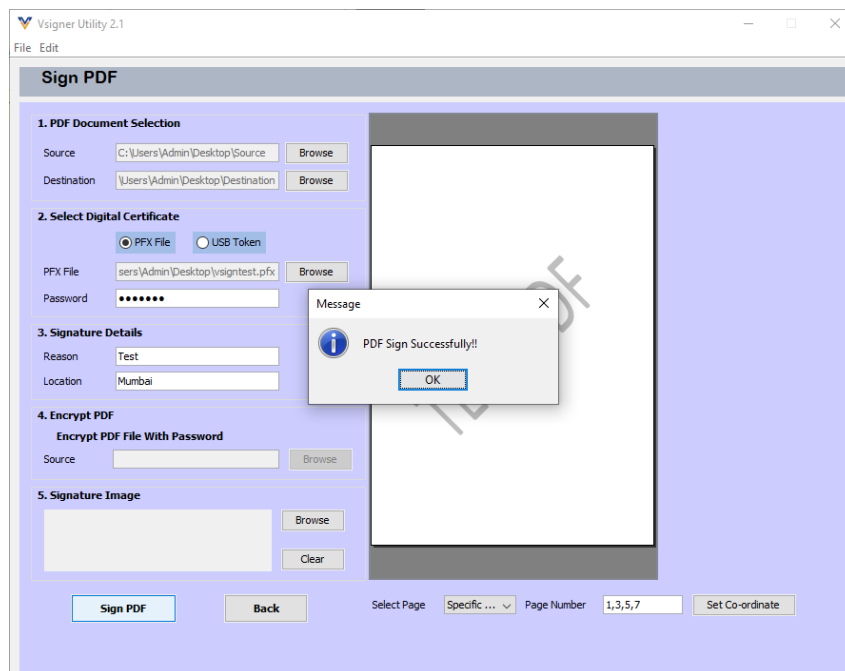 Vsigner Utility 2.1
File Edit
Sign PDF
1. PDF Document Selection
Source C:\Users\Admin\Desktop\Source Browse
Destination \Users\Admin\Desktop\Destination Browse
2. Select Digital Certificate
PFX File USB Token
PFX File sers\Admin\Desktop\vsigntest.pfx Browse
Password •••••••
3. Signature Details
Reason Test
Location Mumbai
4. Encrypt PDF
Encrypt PDF File With Password
Source Browse
5. Signature Image
Browse
Clear
Sign PDF Back
Message
PDF Sign Successfully!!
OK
Select Page Specific ... Page Number 1,3,5,7 Set Co-ordinate